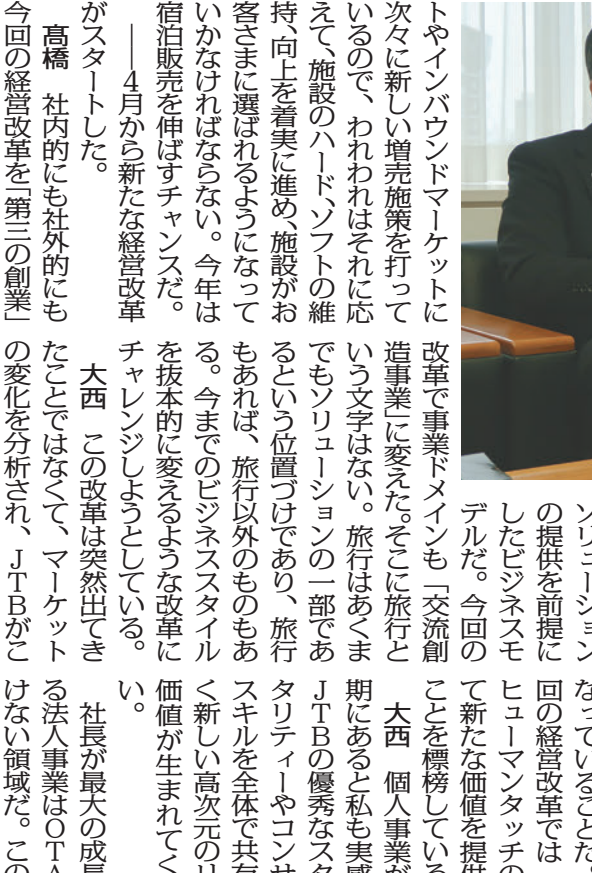 トやインバウンドマーケットに
次々に新しい増売施策を打って
いるので、われわれはそれに応
えて、施設のハード、ソフトの維
持、向上を着実に進め、施設がお
客さまに選ばれるようになって
いかなければならない。今年は
宿泊販売を伸ばすチャンスだ。
――4月から新たな経営改革
がスタートした。
髙橋　社内的にも社外的にも
今回の経営改革を「第三の創業」
ソリューション
の提供を前提に
したビジネスモ
デルだ。今回の
改革で事業ドメインも「交流創
造事業」に変えた。そこに旅行と
いう文字はない。旅行はあくま
でもソリューションの一部であ
るという位置づけであり、旅行
もあれば、旅行以外のものもあ
る。今までのビジネススタイル
を抜本的に変えるような改革に
チャレンジしようとしている。
大西　この改革は突然出てき
たことではなくて、マーケット
の変化を分析され、JTBがこ
なっていることだ。
回の経営改革では
ヒューマンタッチの
て新たな価値を提供
ことを標榜している
大西　個人事業が
期にあると私も実感
JTBの優秀なスタ
タリティーやコンサ
スキルを全体で共有
く新しい高次元のリ
価値が生まれてく
い。
社長が最大の成長
る法人事業はOTA
けない領域だ。この